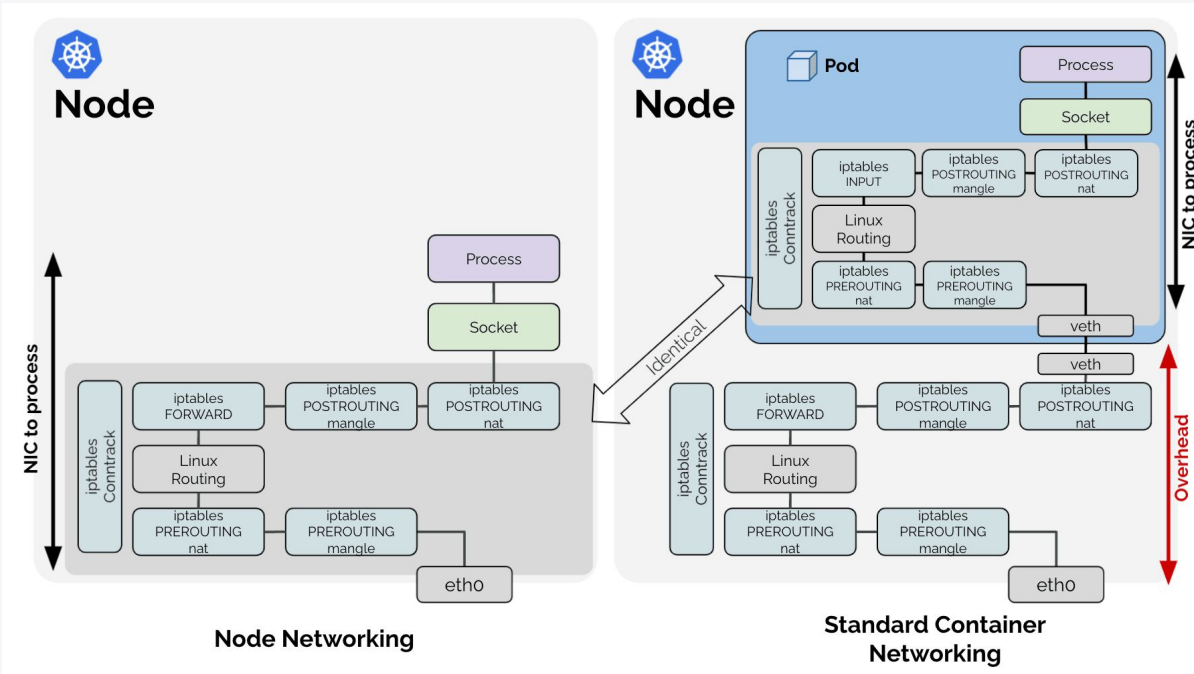 Node
NIC to process
Process
Socket
iptables
Conntrack
iptables
FORWARD
iptables
POSTROUTING
mangle
iptables
POSTROUTING
nat
Linux
Routing
iptables
PREROUTING
nat
iptables
PREROUTING
mangle
eth0
Node Networking
Identical
Node
Pod
Process
Socket
NIC to process
iptables
Conntrack
iptables
INPUT
iptables
POSTROUTING
mangle
iptables
POSTROUTING
nat
Linux
Routing
iptables
PREROUTING
nat
iptables
PREROUTING
mangle
veth
veth
Overhead
iptables
Conntrack
iptables
FORWARD
iptables
POSTROUTING
mangle
iptables
POSTROUTING
nat
Linux
Routing
iptables
PREROUTING
nat
iptables
PREROUTING
mangle
eth0
Standard Container
Networking